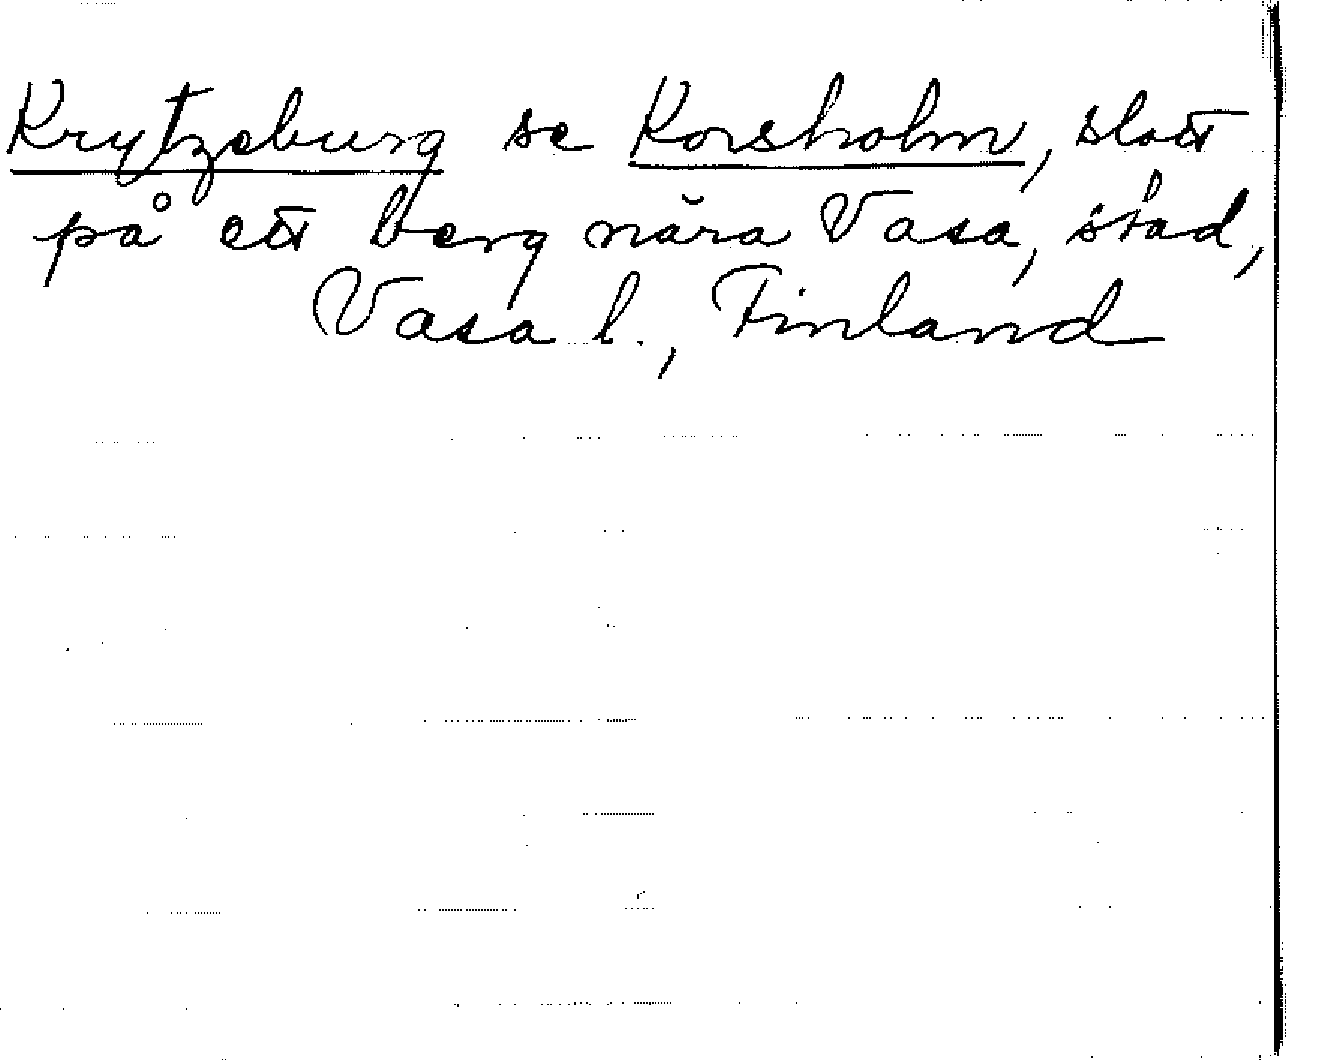 Krytzeburg se Korsholm, slott
på ett berg nära Vasa, stad,
Vasa l., Finland